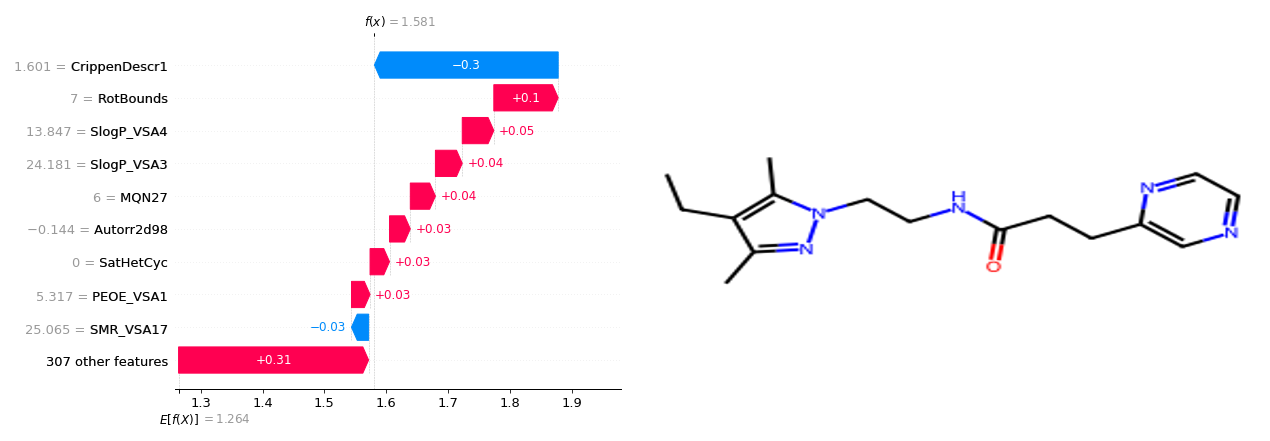 f(x) = 1.581
1.601 = CrippenDescr1
−0.3
7 = RotBounds
+0.1
13.847 = SlogP_VSA4
+0.05
24.181 = SlogP_VSA3
+0.04
6 = MQN27
+0.04
−0.144 = Autorr2d98
+0.03
0 = SatHetCyc
+0.03
5.317 = PEOE_VSA1
+0.03
25.065 = SMR_VSA17
−0.03
307 other features
+0.31
1.3 1.4 1.5 1.6 1.7 1.8 1.9
E[f(X)] = 1.264
N
N
H
N
O
N
N